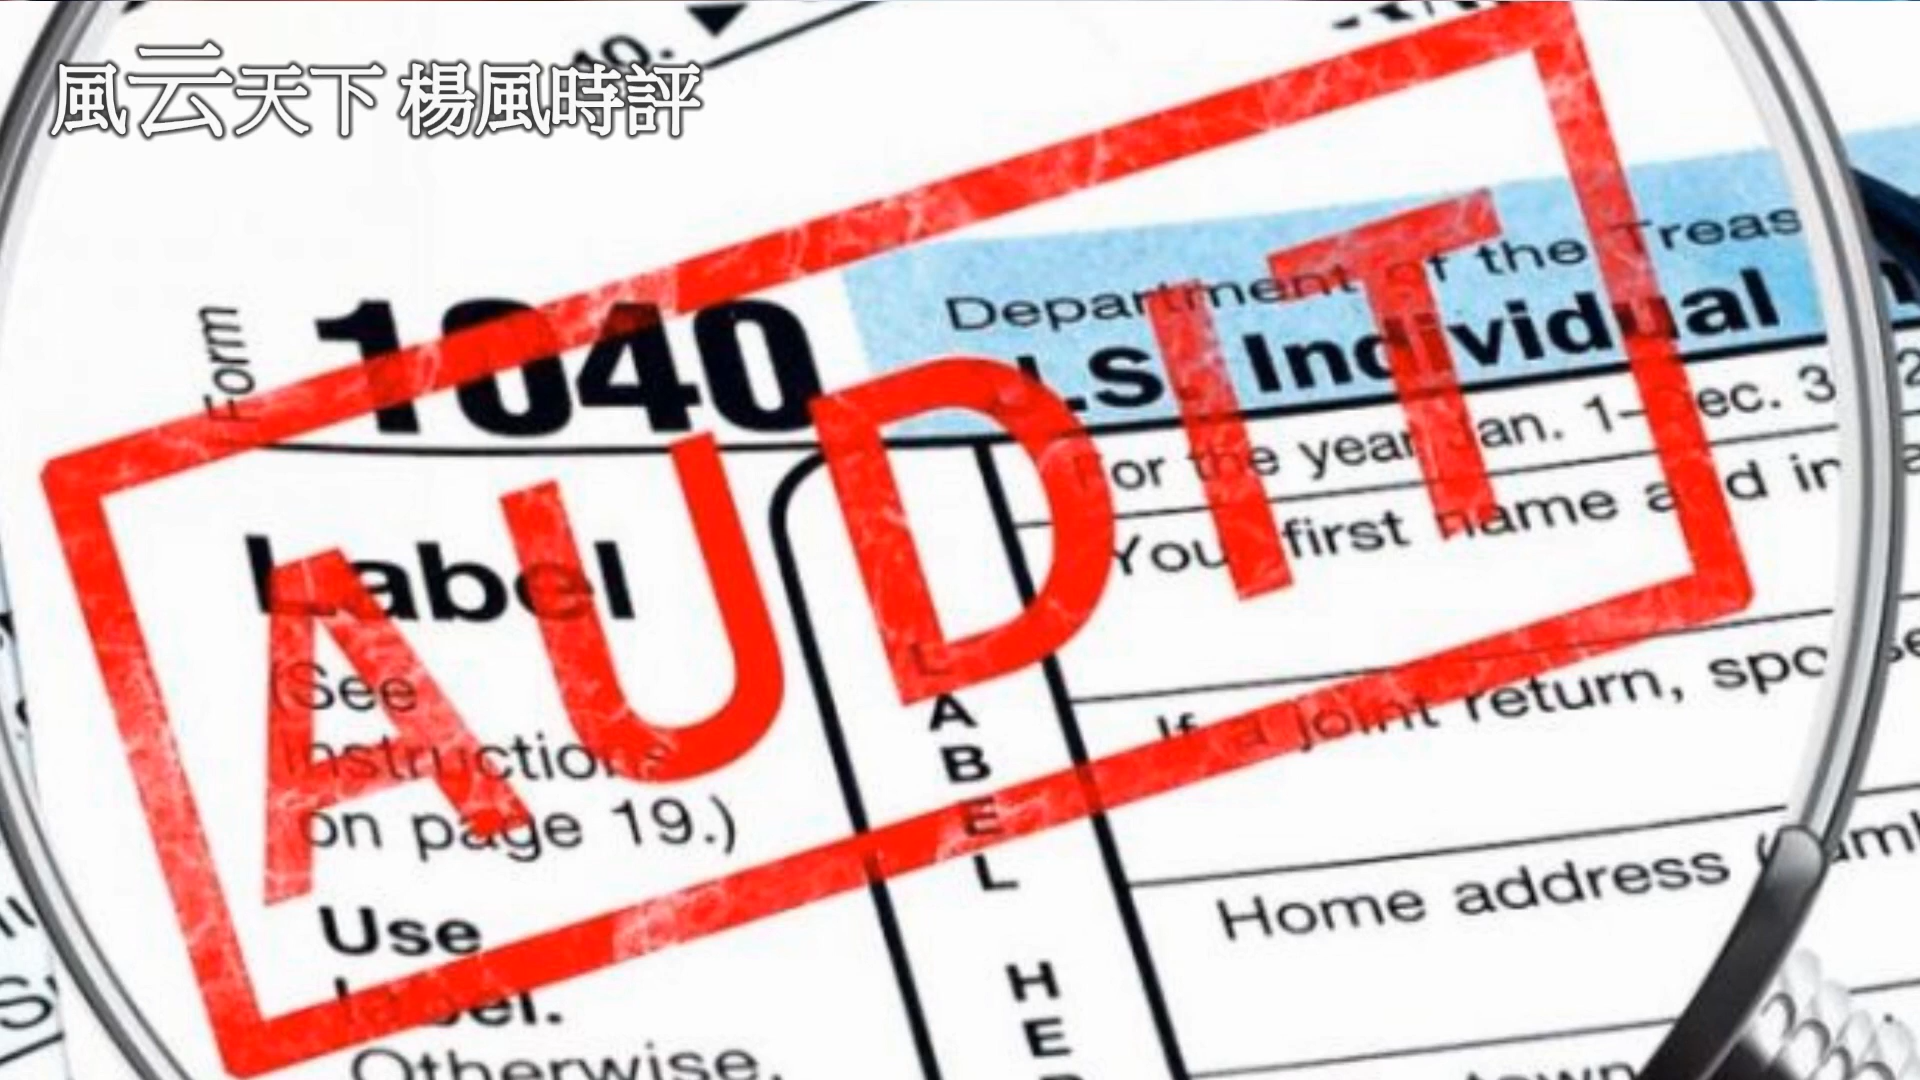 風云天下 楊風時評
40.
Form
1040
Department of the Treas
U.S. Individual
For the year Jan. 1–Dec. 3
Your first name and in
If a joint return, spo
Home address
town
Label
(See
instructions
on page 19.)
Use
label.
Otherwise,
L
A
B
E
L
H
E
AUDIT